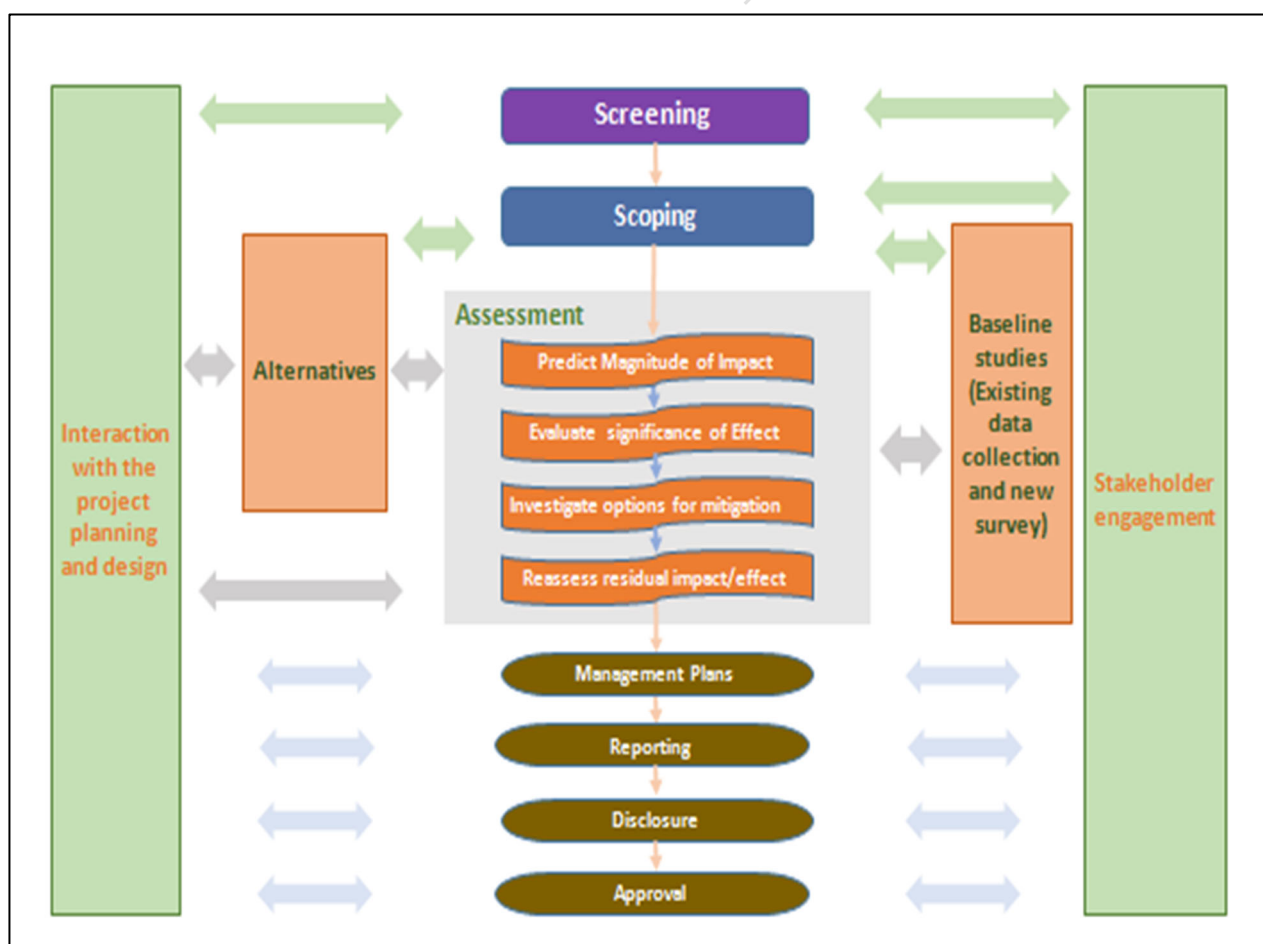 Screening
Scoping
Assessment
Predict Magnitude of Impact
Evaluate significance of Effect
Investigate options for mitigation
Reassess residual impact/effect
Management Plans
Reporting
Disclosure
Approval
Interaction
with the
project
planning
and design
Alternatives
Baseline
studies
(Existing
data
collection
and new
survey)
Stakeholder
engagement